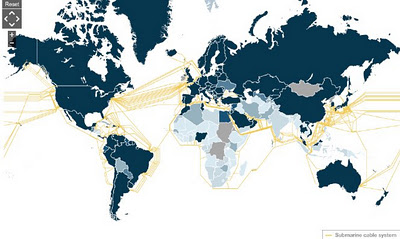 Reset
+
Submarine cable system